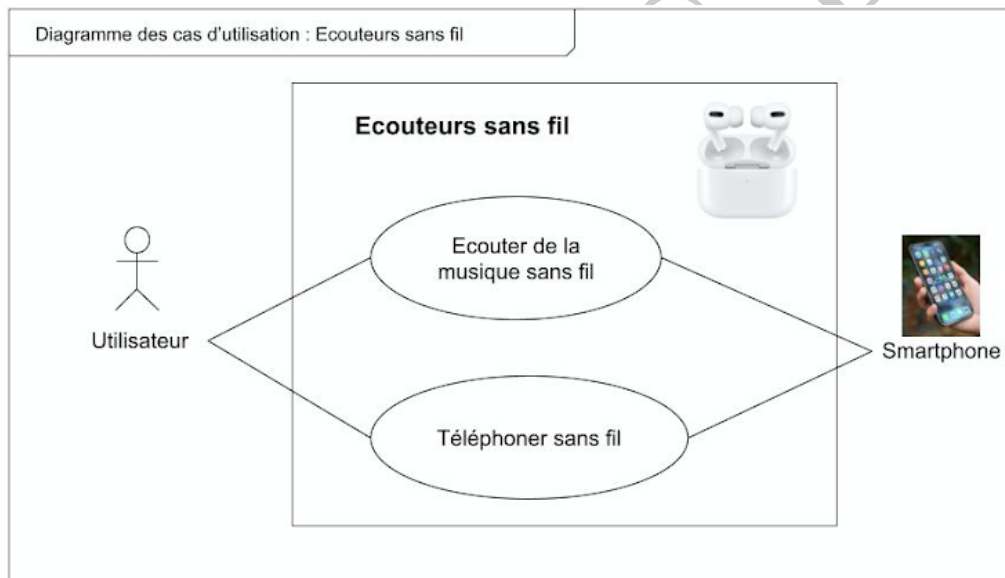 Diagramme des cas d'utilisation : Ecouteurs sans fil
Ecouteurs sans fil
Ecouter de la
musique sans fil
Utilisateur
Smartphone
Téléphoner sans fil